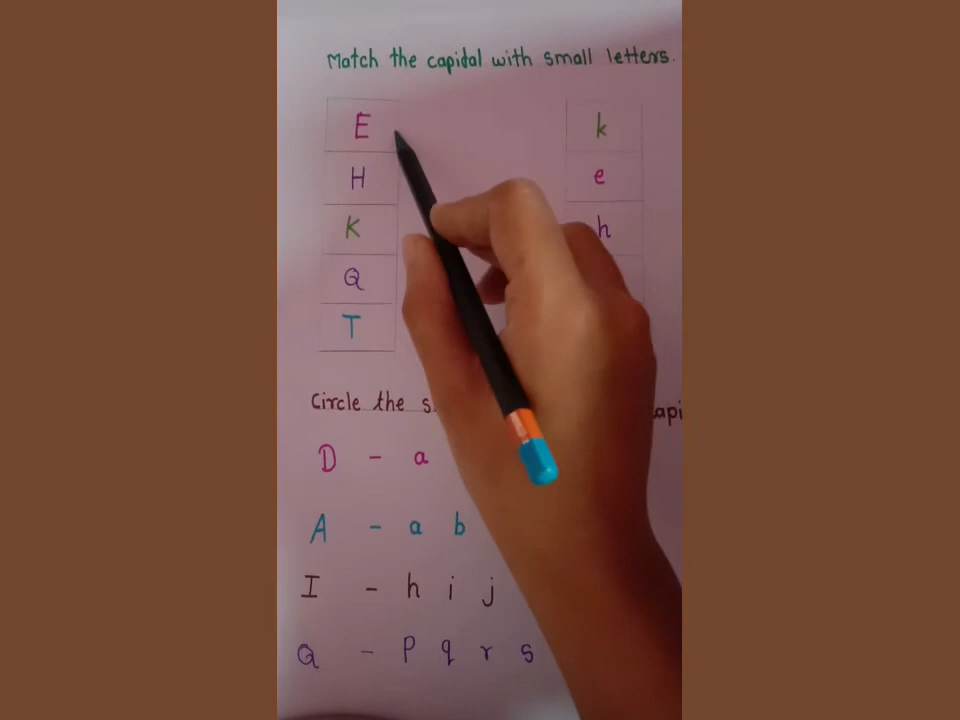 Match the capital with small letters.
E k
H e
K h
Q
T
Circle the
D - a
A - a b
I - h i j
Q - p q r s